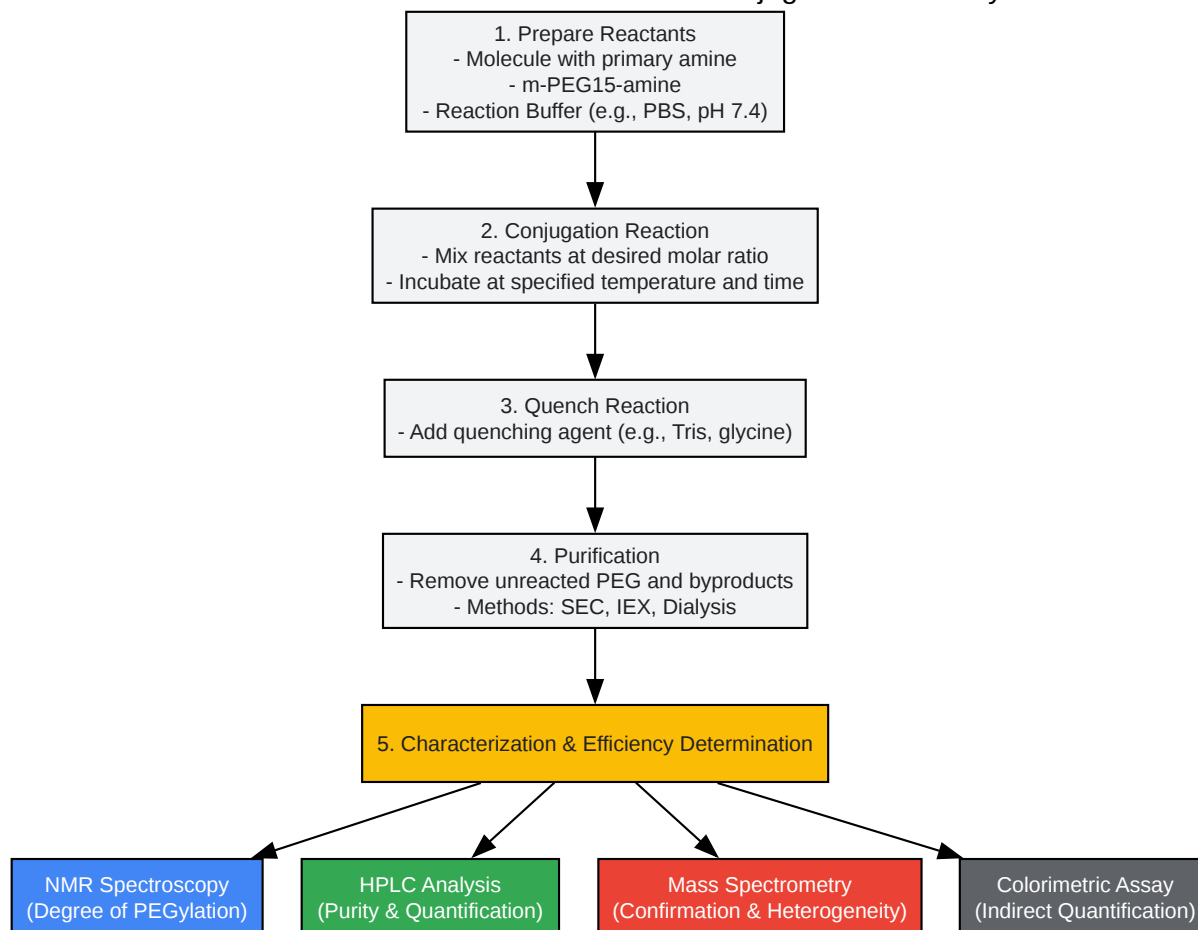 1. Prepare Reactants
- Molecule with primary amine
- m-PEG15-amine
- Reaction Buffer (e.g., PBS, pH 7.4)
2. Conjugation Reaction
- Mix reactants at desired molar ratio
- Incubate at specified temperature and time
3. Quench Reaction
- Add quenching agent (e.g., Tris, glycine)
4. Purification
- Remove unreacted PEG and byproducts
- Methods: SEC, IEX, Dialysis
5. Characterization & Efficiency Determination
NMR Spectroscopy
(Degree of PEGylation)
HPLC Analysis
(Purity & Quantification)
Mass Spectrometry
(Confirmation & Heterogeneity)
Colorimetric Assay
(Indirect Quantification)